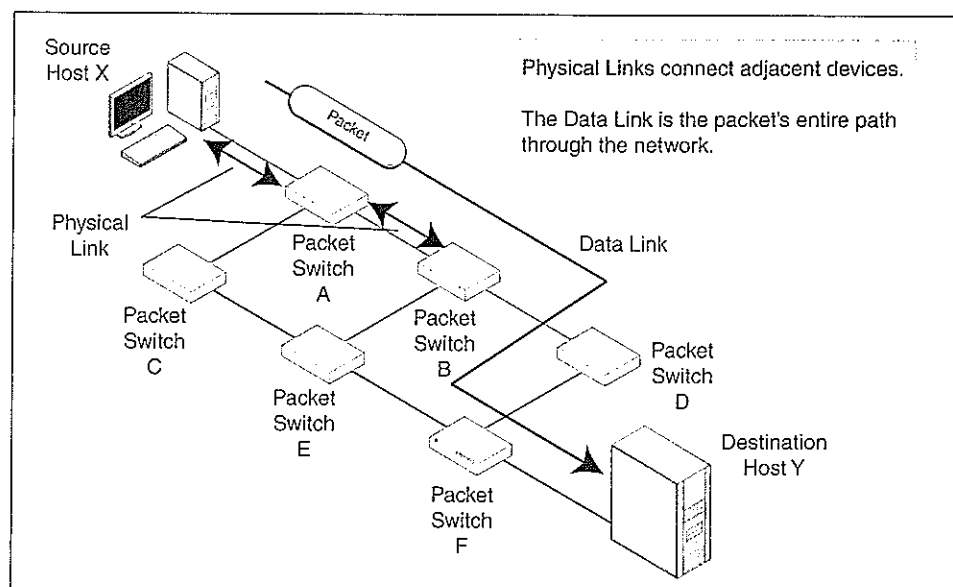 Source
Host X
Physical Links connect adjacent devices.
The Data Link is the packet's entire path
through the network.
Packet
Physical
Link
Packet
Switch
A
Data Link
Packet
Switch
C
Packet
Switch
B
Packet
Switch
D
Packet
Switch
E
Destination
Host Y
Packet
Switch
F